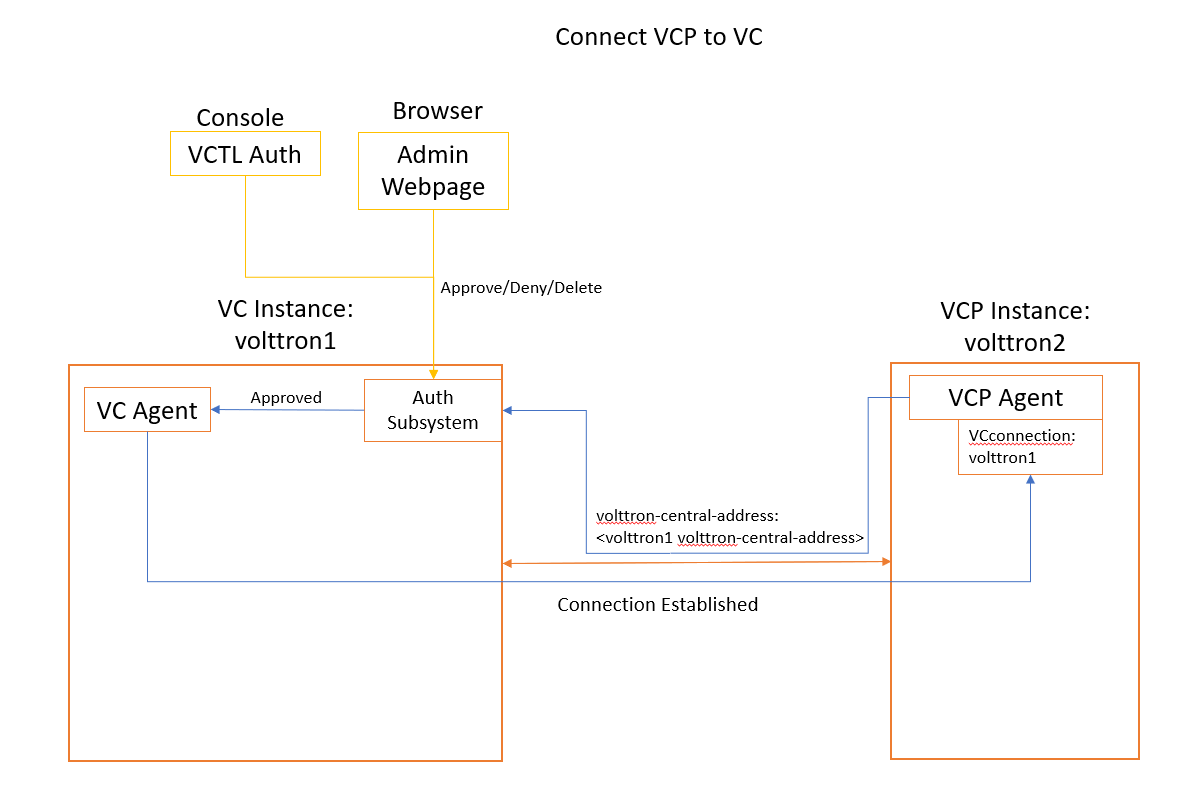 Connect VCP to VC
Console
VCTL Auth
Browser
Admin
Webpage
Approve/Deny/Delete
VC Instance:
volttron1
VCP Instance:
volttron2
VC Agent
Approved
Auth
Subsystem
VCP Agent
VCconnection:
volttron1
volttron-central-address:
<volttron1 volttron-central-address>
Connection Established